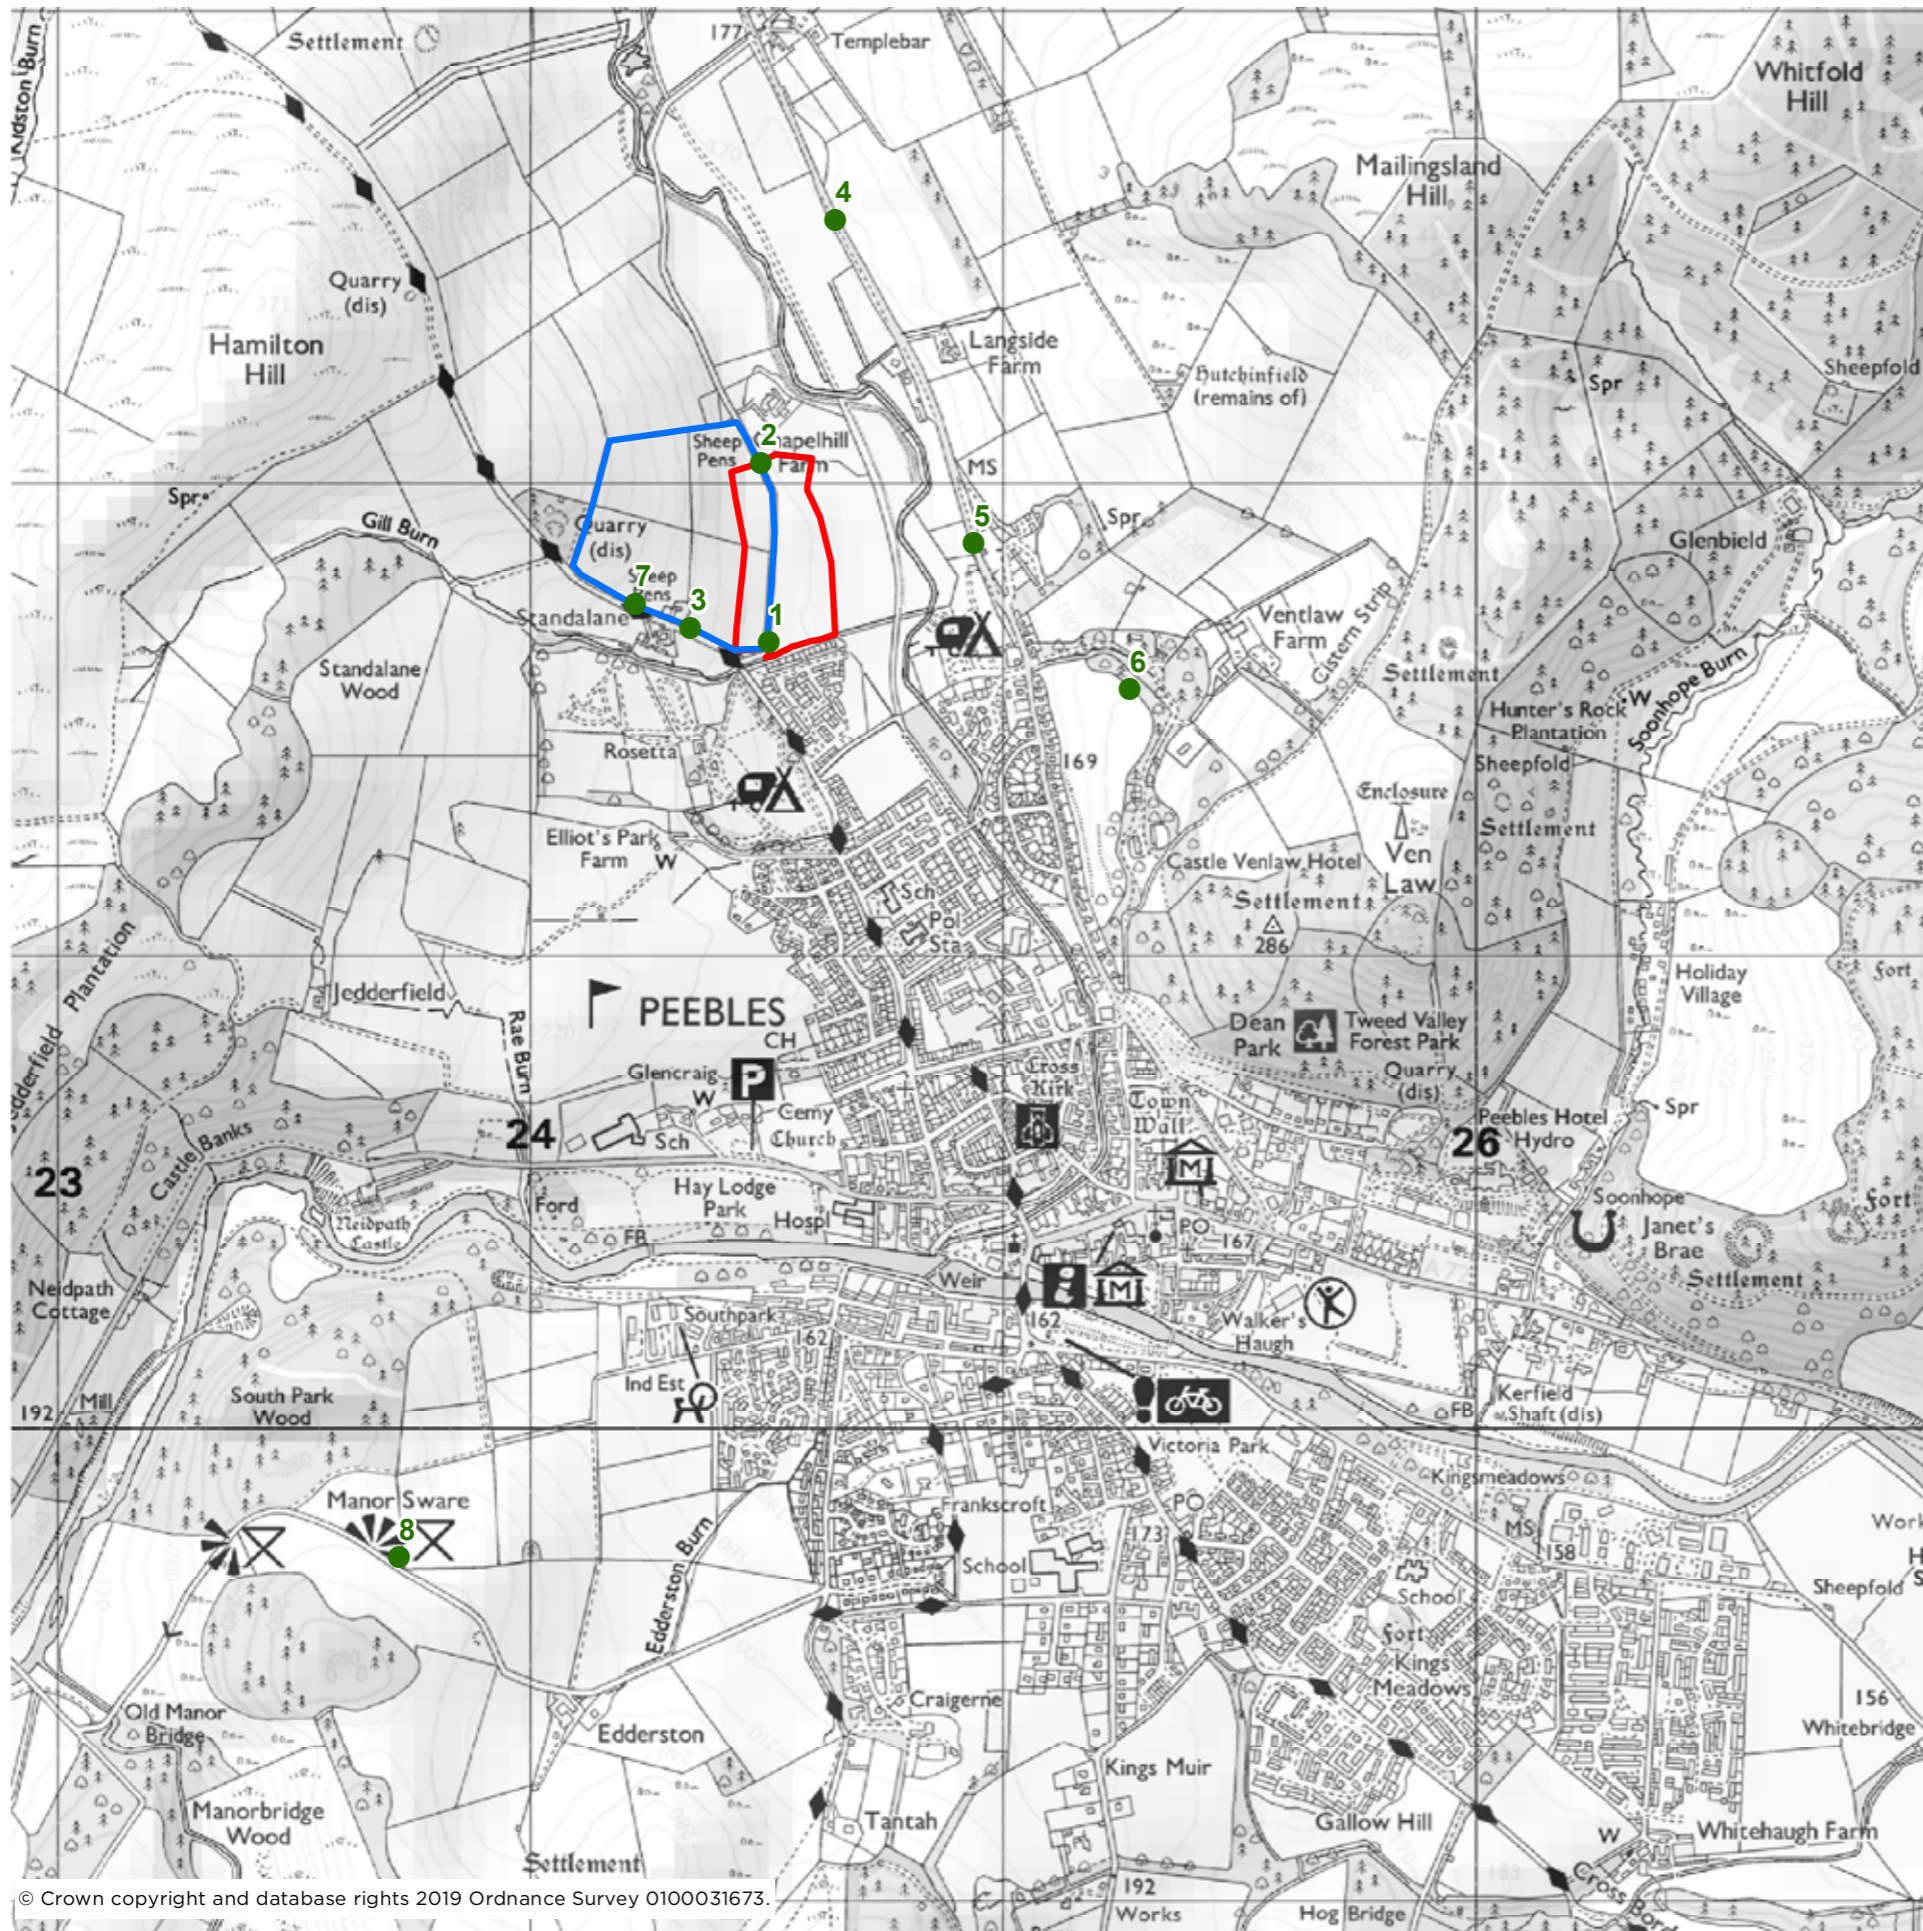 Kidston Burn
Settlement
177
Templebar
Whitfold
Hill
Mailingsland
Hill
4
Quarry
(dis)
Hamilton
Hill
Langside
Farm
Hutchinfield
(remains of)
Spr
Sheepfold
Sheep
Pens
2
Chapelhill
Farm
MS
Spr
Gill Burn
Quarry
(dis)
5
Spr
Glenbield
7
Sheep
Pens
3
1
Standalane
Ventlaw
Farm
Cistern Strip
Settlement
Soonhope Burn
Standalane
Wood
6
W
Hunter's Rock
Plantation
Rosetta
169
Sheepfold
Enclosure
Settlement
Elliot's Park
Farm
W
Castle Venlaw Hotel
Ven
Law
Sch
Settlement
286
Pol
Sta
Jedderfield Plantation
Jedderfield
Rae Burn
220
PEEBLES
CH
Holiday
Village
Fort
Dean
Park
Tweed Valley
Forest Park
Glencraig
W
P
Cross
Kirk
Quarry
(dis)
Town
Wall
Spr
Castle Banks
24
Sch
Cemy
Church
26
Peebles Hotel
Hydro
23
M
Neidpath
Castle
Ford
Hay Lodge
Park
Hospl
FB
PO
167
Soonhope
Janet's
Brae
Fort
Settlement
Neidpath
Cottage
Weir
i
M
Southpark
162
162
Walker's
Haugh
192
Mill
South Park
Wood
Ind Est
FB
Kerfield
Shaft (dis)
Victoria Park
Kingsmeadows
Manor Sware
8
Edderston Burn
Frankscroft
School
PO
173
MS
158
School
Sheepfold
Fort
Kings
Meadows
Old Manor
Bridge
Edderston
Craigerne
156
Whitebridge
Kings Muir
Manorbridge
Wood
Tantah
Gallow Hill
W
Whitehaugh Farm
Settlement
183
192
Works
Hog Bridge
© Crown copyright and database rights 2019 Ordnance Survey 0100031673.